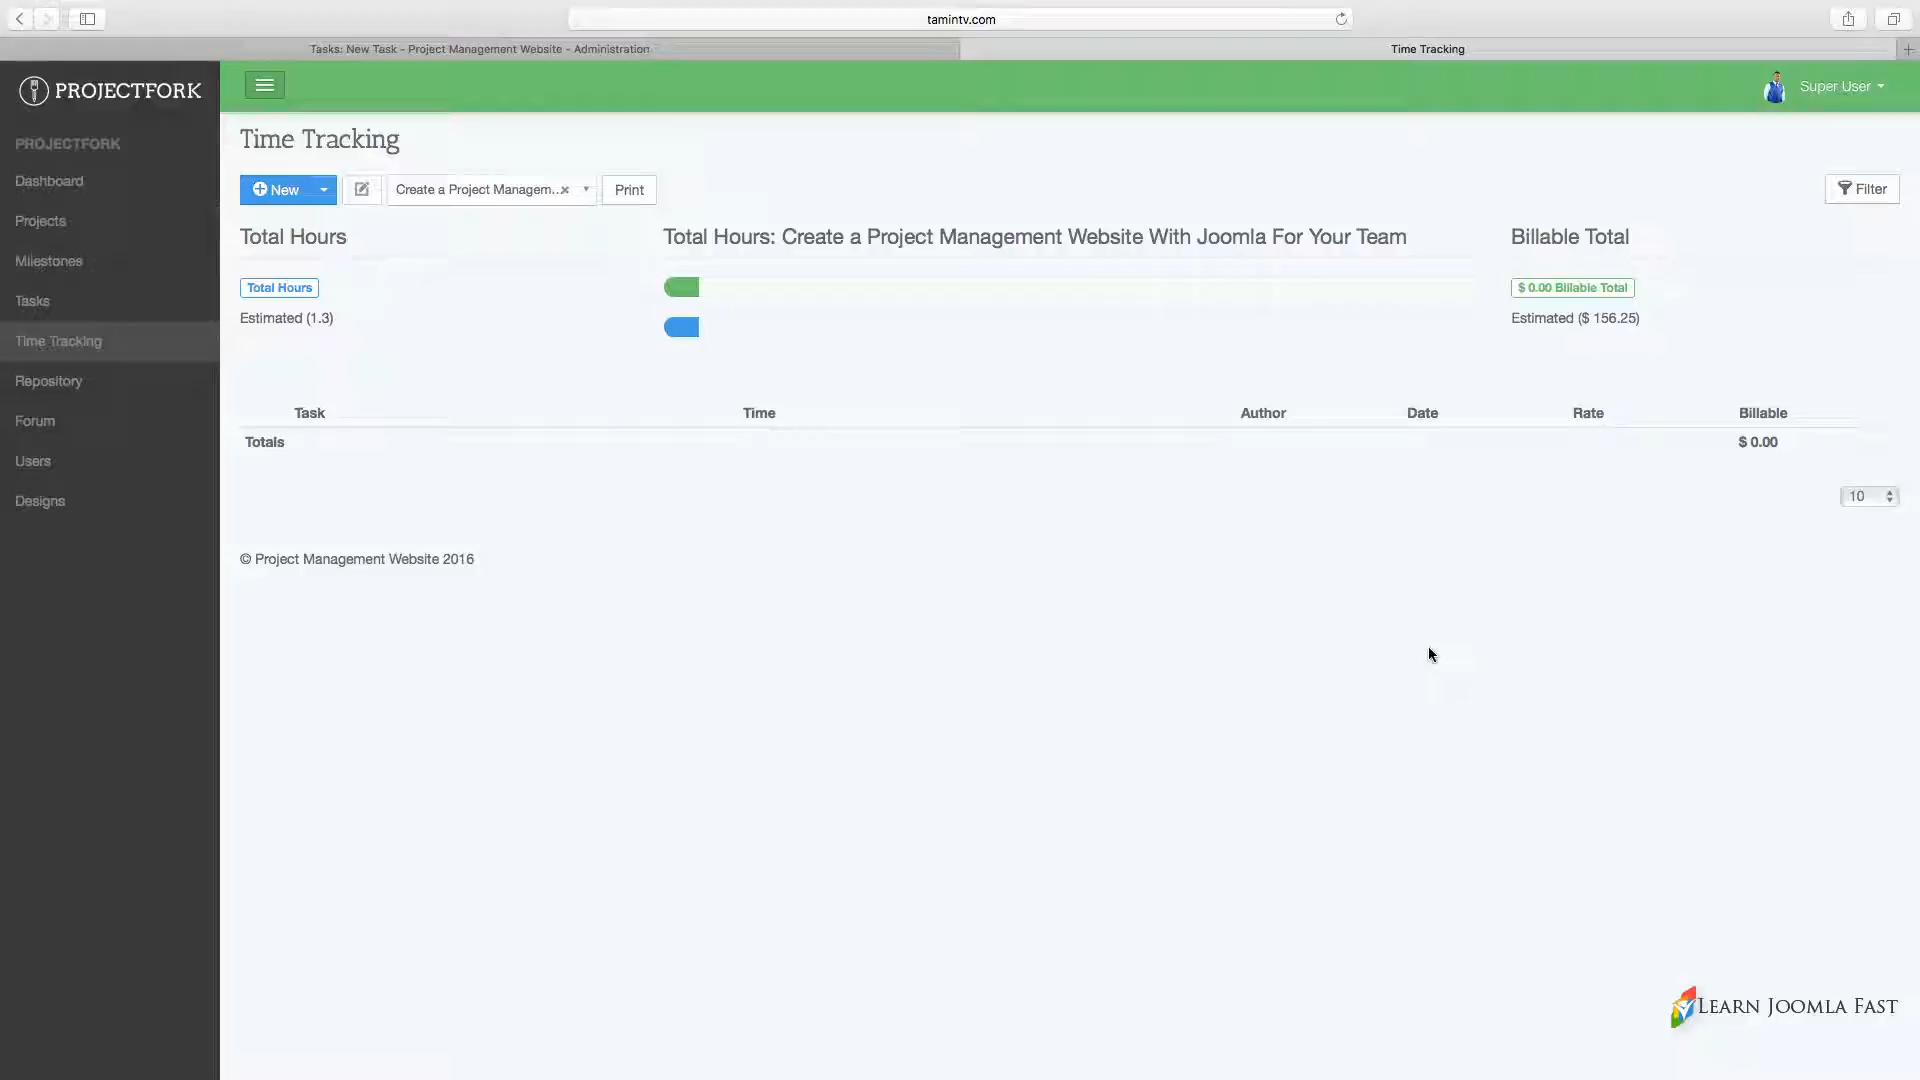 tamintv.com
Tasks: New Task - Project Management Website - Administration
Time Tracking
PROJECTFORK
Super User
PROJECTFORK
Dashboard
Projects
Milestones
Tasks
Time Tracking
Repository
Forum
Users
Designs
Time Tracking
New
Create a Project Managem...
Print
Filter
Total Hours
Total Hours: Create a Project Management Website With Joomla For Your Team
Billable Total
Total Hours
$ 0.00 Billable Total
Estimated (1.3)
Estimated ($ 156.25)
Task Time Author Date Rate Billable
Totals $ 0.00
10
© Project Management Website 2016
LEARN JOOMLA FAST